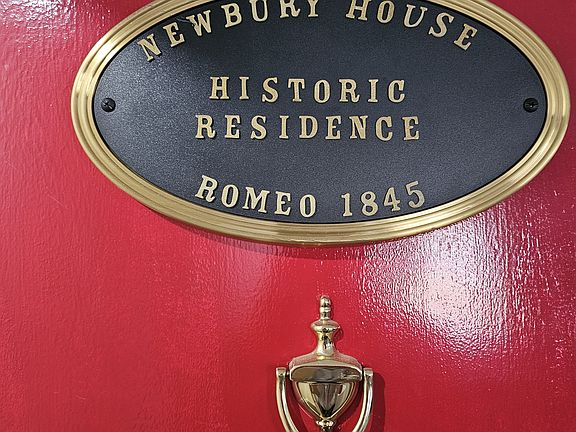 NEWBURY HOUSE
HISTORIC
RESIDENCE
ROMEO 1845